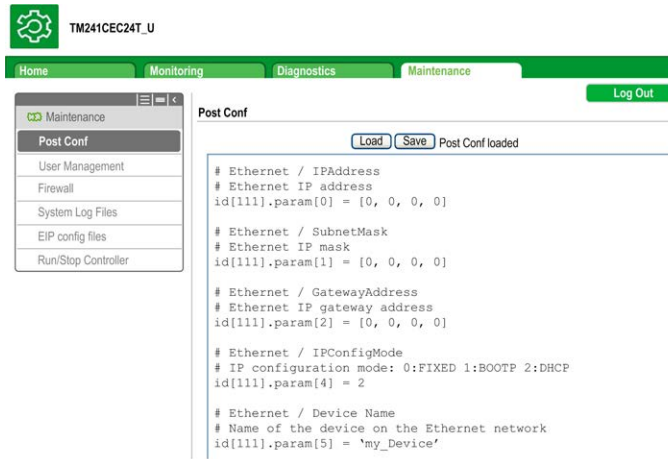 TM241CEC24T_U
Home Monitoring Diagnostics Maintenance
Log Out
Maintenance
Post Conf
User Management
Firewall
System Log Files
EIP config files
Run/Stop Controller
Post Conf
Load Save Post Conf loaded
# Ethernet / IPAddress
# Ethernet IP address
id[111].param[0] = [0, 0, 0, 0]
# Ethernet / SubnetMask
# Ethernet IP mask
id[111].param[1] = [0, 0, 0, 0]
# Ethernet / GatewayAddress
# Ethernet IP gateway address
id[111].param[2] = [0, 0, 0, 0]
# Ethernet / IPConfigMode
# IP configuration mode: 0:FIXED 1:BOOTP 2:DHCP
id[111].param[4] = 2
# Ethernet / Device Name
# Name of the device on the Ethernet network
id[111].param[5] = ‘my_Device’